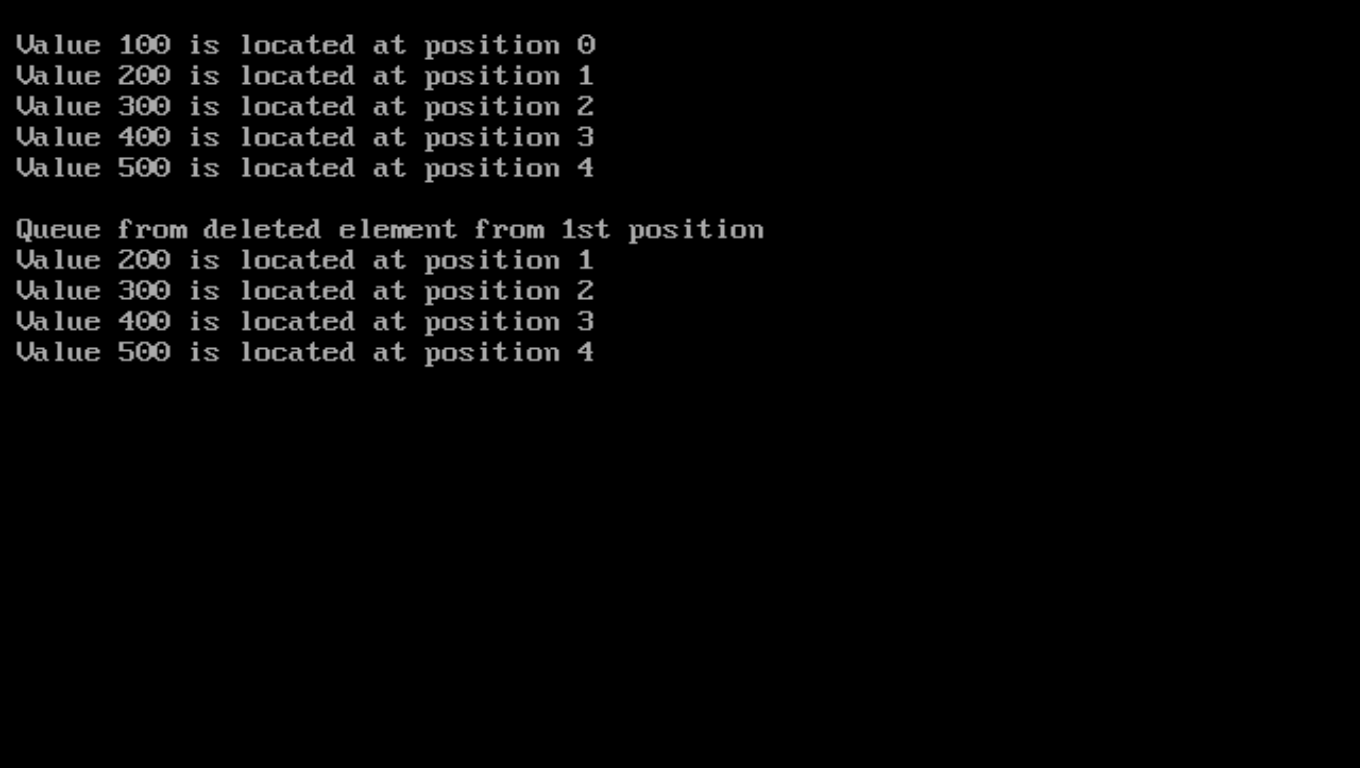 Value 100 is located at position 0
Value 200 is located at position 1
Value 300 is located at position 2
Value 400 is located at position 3
Value 500 is located at position 4
Queue from deleted element from 1st position
Value 200 is located at position 1
Value 300 is located at position 2
Value 400 is located at position 3
Value 500 is located at position 4